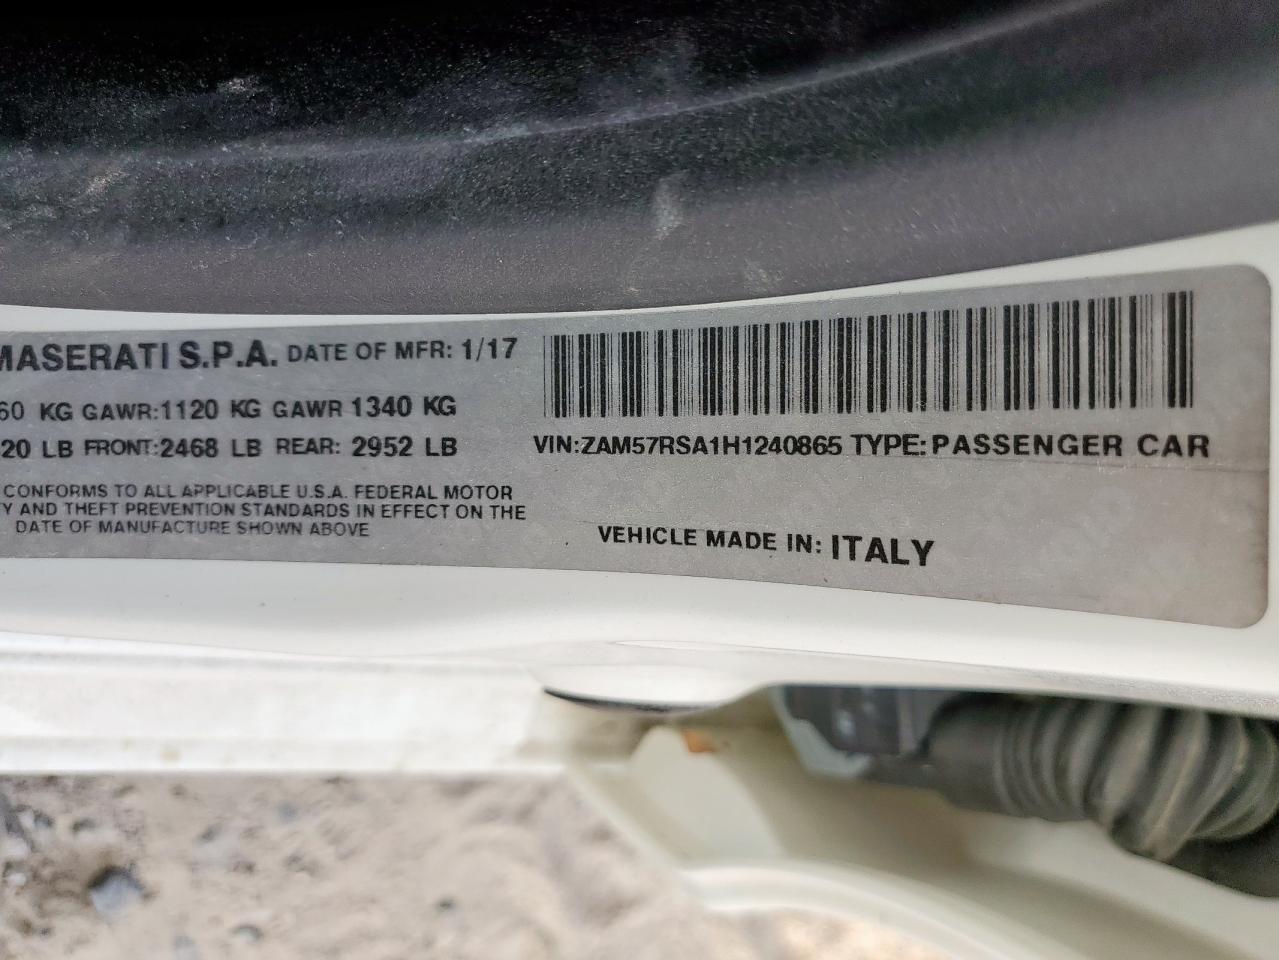 MASERATI S.P.A. DATE OF MFR: 1/17
60 KG GAWR:1120 KG GAWR 1340 KG
20 LB FRONT:2468 LB REAR: 2952 LB
CONFORMS TO ALL APPLICABLE U.S.A. FEDERAL MOTOR
Y AND THEFT PREVENTION STANDARDS IN EFFECT ON THE
DATE OF MANUFACTURE SHOWN ABOVE
VIN:ZAM57RSA1H1240865 TYPE:PASSENGER CAR
VEHICLE MADE IN: ITALY